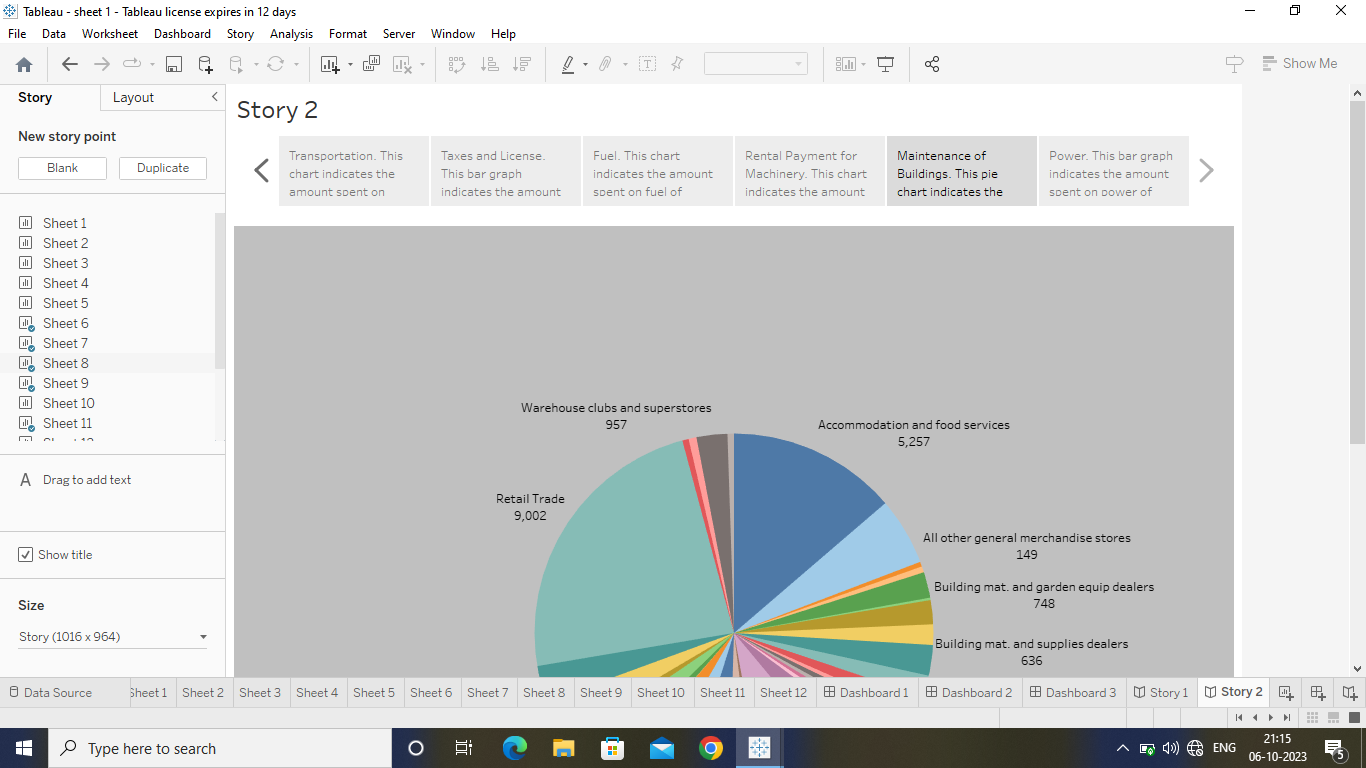 Tableau - sheet 1 - Tableau license expires in 12 days
File Data Worksheet Dashboard Story Analysis Format Server Window Help
Show Me
Story Layout
New story point
Blank Duplicate
Sheet 1
Sheet 2
Sheet 3
Sheet 4
Sheet 5
Sheet 6
Sheet 7
Sheet 8
Sheet 9
Sheet 10
Sheet 11
A Drag to add text
Show title
Size
Story (1016 x 964)
Story 2
Transportation. This
chart indicates the
amount spent on
Taxes and License.
This bar graph
indicates the amount
Fuel. This chart
indicates the amount
spent on fuel of
Rental Payment for
Machinery. This chart
indicates the amount
Maintenance of
Buildings. This pie
chart indicates the
Power. This bar graph
indicates the amount
spent on power of
Warehouse clubs and superstores
957
Accommodation and food services
5,257
Retail Trade
9,002
All other general merchandise stores
149
Building mat. and garden equip dealers
748
Building mat. and supplies dealers
636
Data Source Sheet 1 Sheet 2 Sheet 3 Sheet 4 Sheet 5 Sheet 6 Sheet 7 Sheet 8 Sheet 9 Sheet 10 Sheet 11 Sheet 12 Dashboard 1 Dashboard 2 Dashboard 3 Story 1 Story 2
Type here to search
ENG
21:15
06-10-2023
5